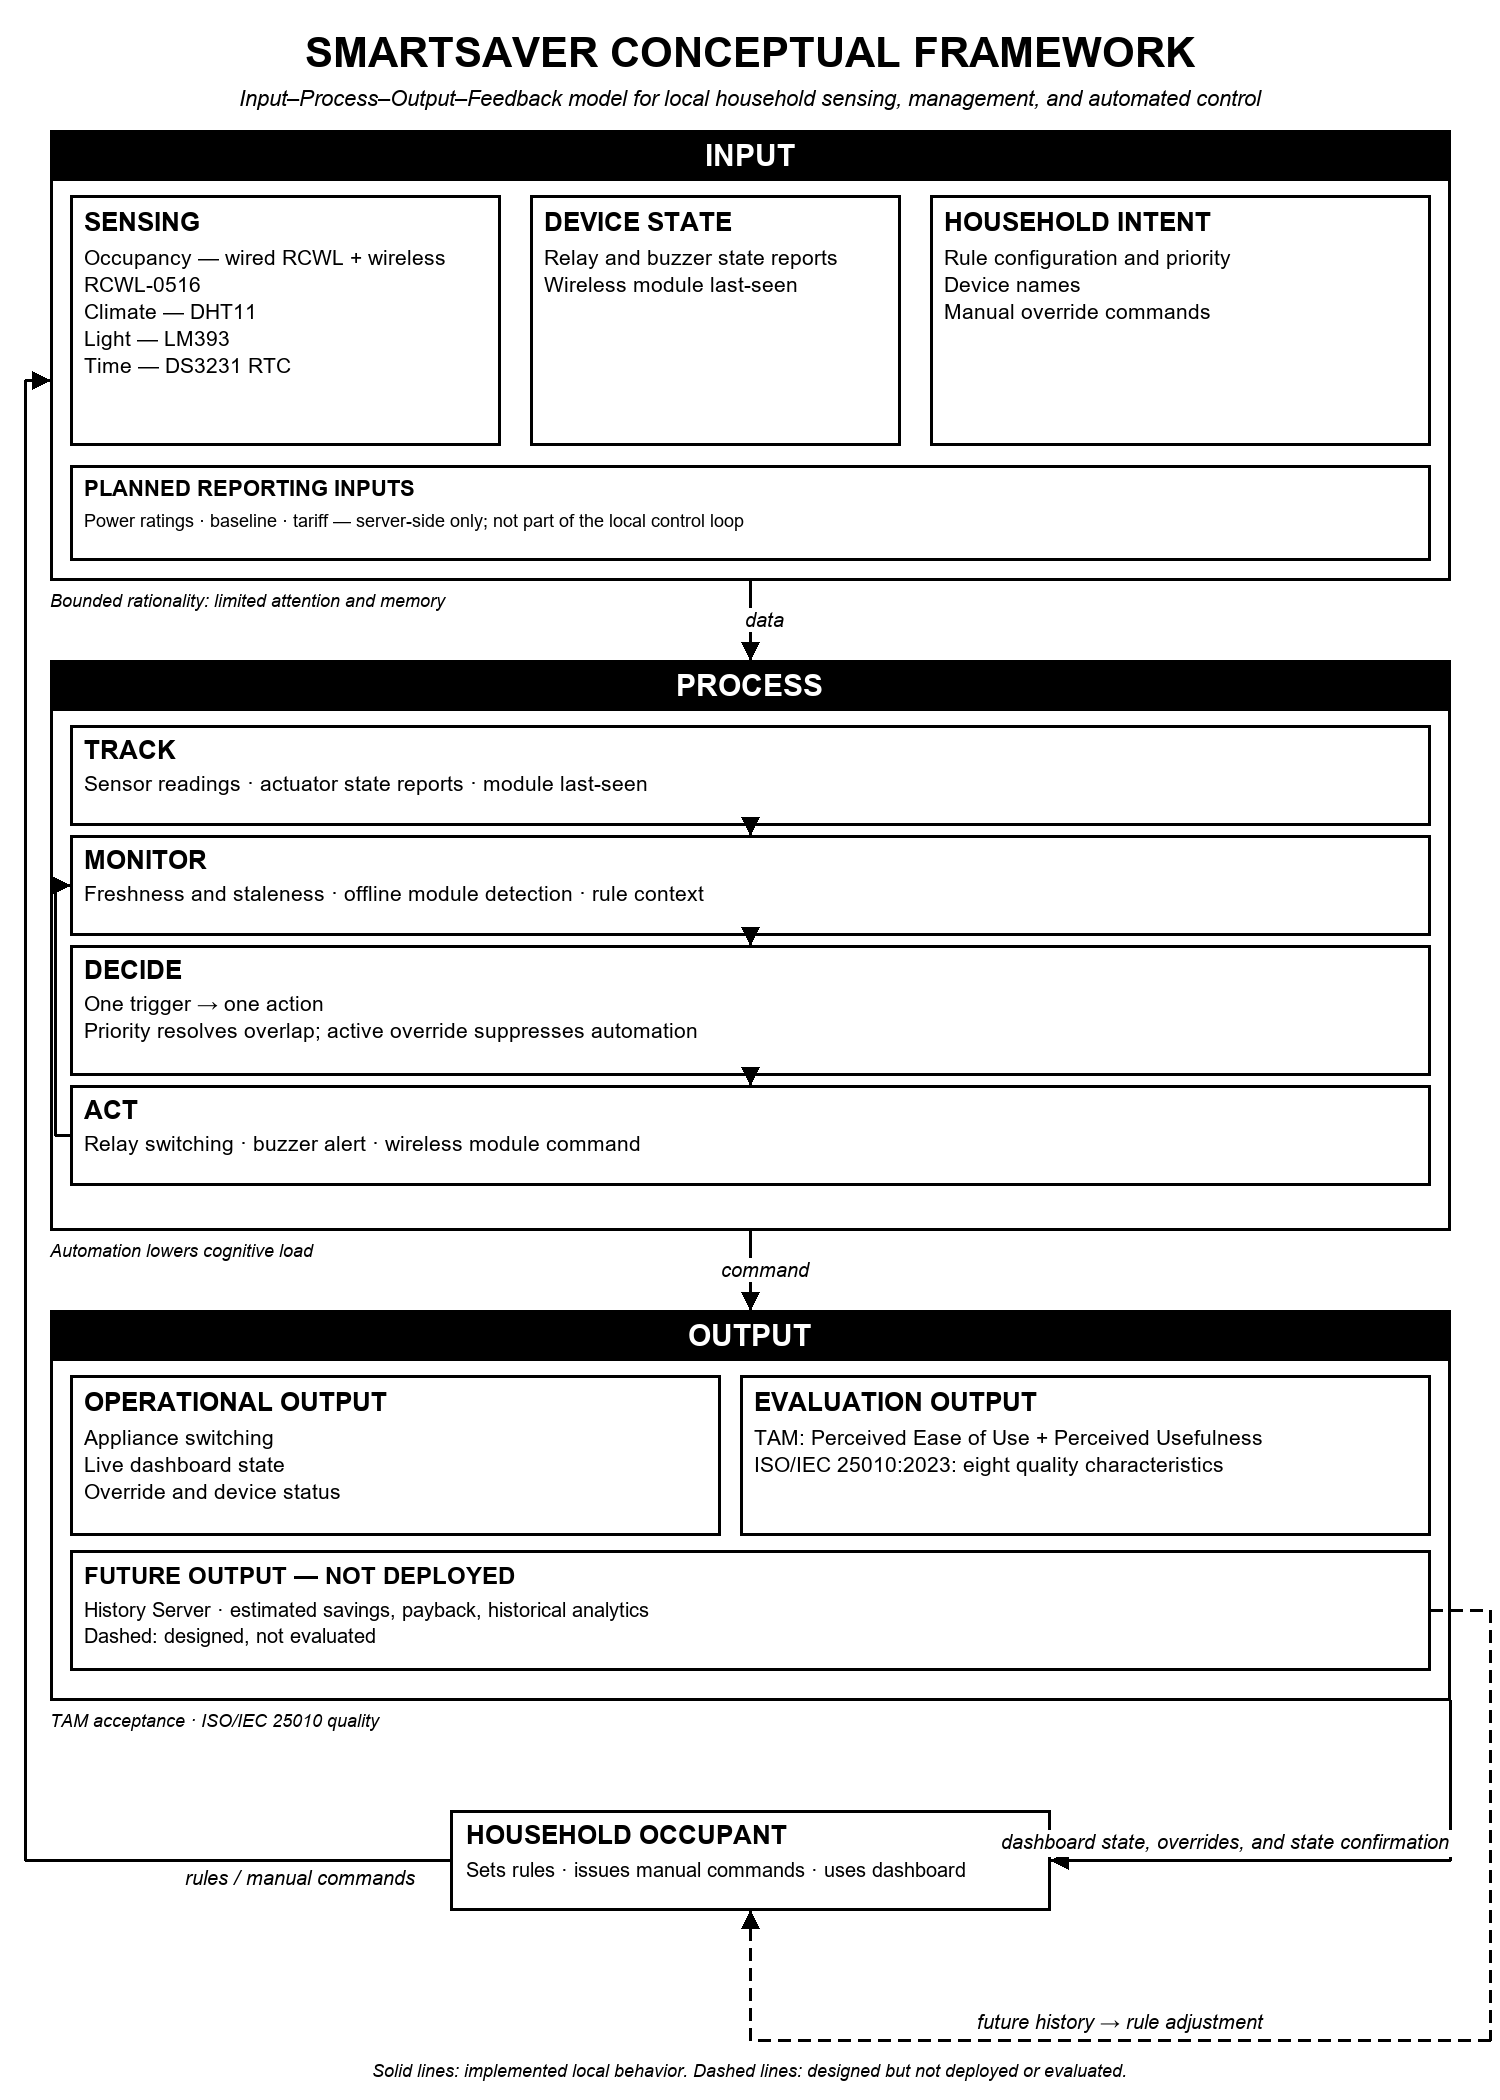 SMARTSAVER CONCEPTUAL FRAMEWORK
Input–Process–Output–Feedback model for local household sensing, management, and automated control
INPUT
SENSING
Occupancy — wired RCWL + wireless
RCWL-0516
Climate — DHT11
Light — LM393
Time — DS3231 RTC
DEVICE STATE
Relay and buzzer state reports
Wireless module last-seen
HOUSEHOLD INTENT
Rule configuration and priority
Device names
Manual override commands
PLANNED REPORTING INPUTS
Power ratings · baseline · tariff — server-side only; not part of the local control loop
Bounded rationality: limited attention and memory
data
PROCESS
TRACK
Sensor readings · actuator state reports · module last-seen
MONITOR
Freshness and staleness · offline module detection · rule context
DECIDE
One trigger → one action
Priority resolves overlap; active override suppresses automation
ACT
Relay switching · buzzer alert · wireless module command
Automation lowers cognitive load
command
OUTPUT
OPERATIONAL OUTPUT
Appliance switching
Live dashboard state
Override and device status
EVALUATION OUTPUT
TAM: Perceived Ease of Use + Perceived Usefulness
ISO/IEC 25010:2023: eight quality characteristics
FUTURE OUTPUT — NOT DEPLOYED
History Server · estimated savings, payback, historical analytics
Dashed: designed, not evaluated
TAM acceptance · ISO/IEC 25010 quality
HOUSEHOLD OCCUPANT
Sets rules · issues manual commands · uses dashboard
dashboard state, overrides, and state confirmation
rules / manual commands
future history → rule adjustment
Solid lines: implemented local behavior. Dashed lines: designed but not deployed or evaluated.